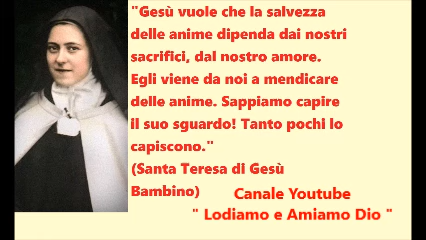 "Gesù vuole che la salvezza
delle anime dipenda dai nostri
sacrifici, dal nostro amore.
Egli viene da noi a mendicare
delle anime. Sappiamo capire
il suo sguardo! Tanto pochi lo
capiscono."
(Santa Teresa di Gesù
Bambino)
Canale Youtube
" Lodiamo e Amiamo Dio "